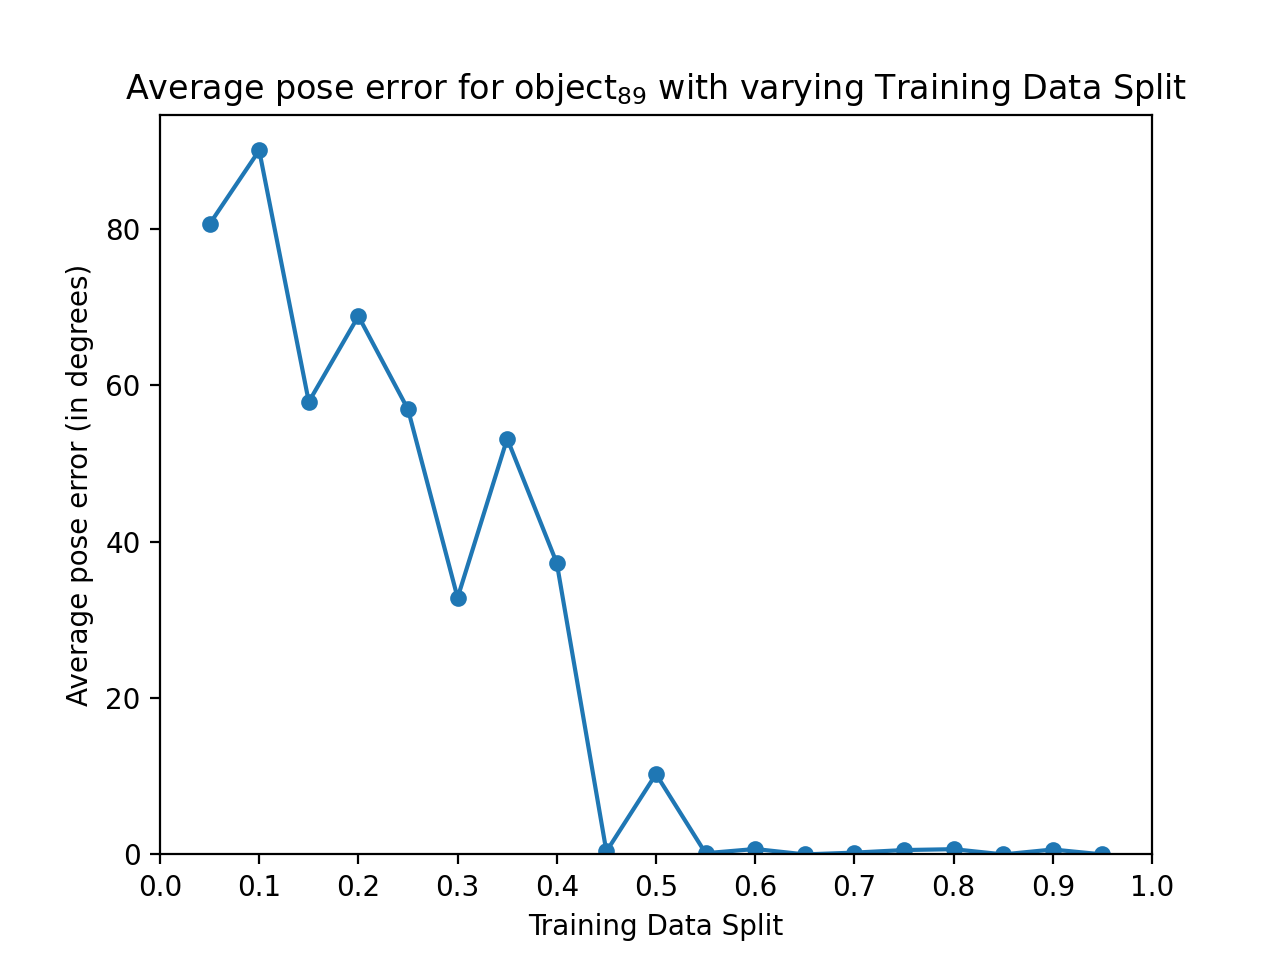 Average pose error for object₈₉ with varying Training Data Split
Average pose error (in degrees)
80
60
40
20
0
0.0 0.1 0.2 0.3 0.4 0.5 0.6 0.7 0.8 0.9 1.0
Training Data Split